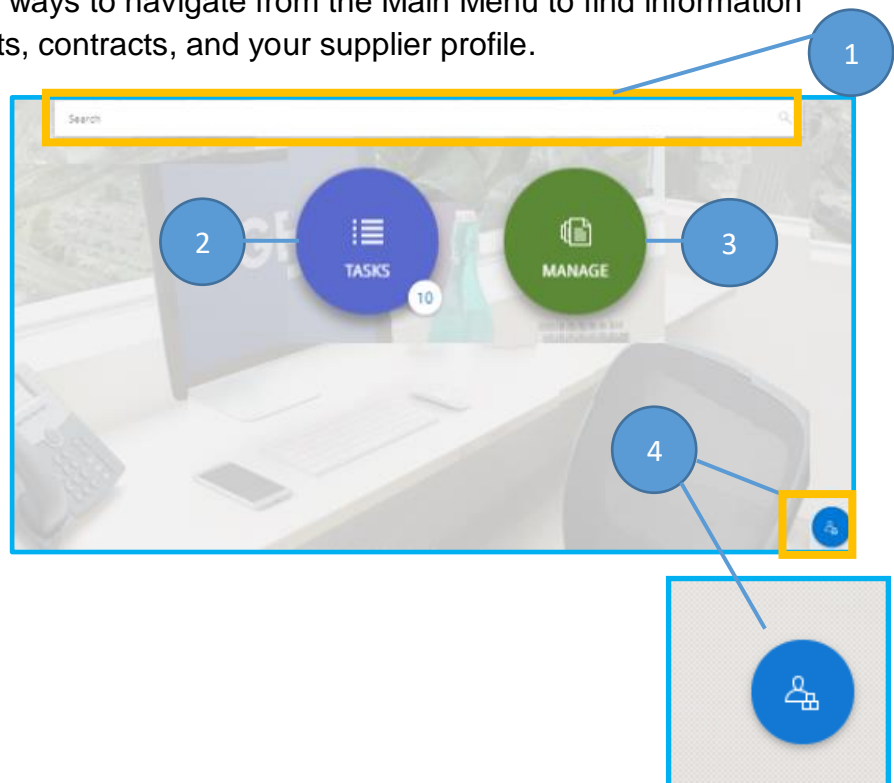 ways to navigate from the Main Menu to find information
ts, contracts, and your supplier profile.
1
Search
2
TASKS
10
MANAGE
3
4